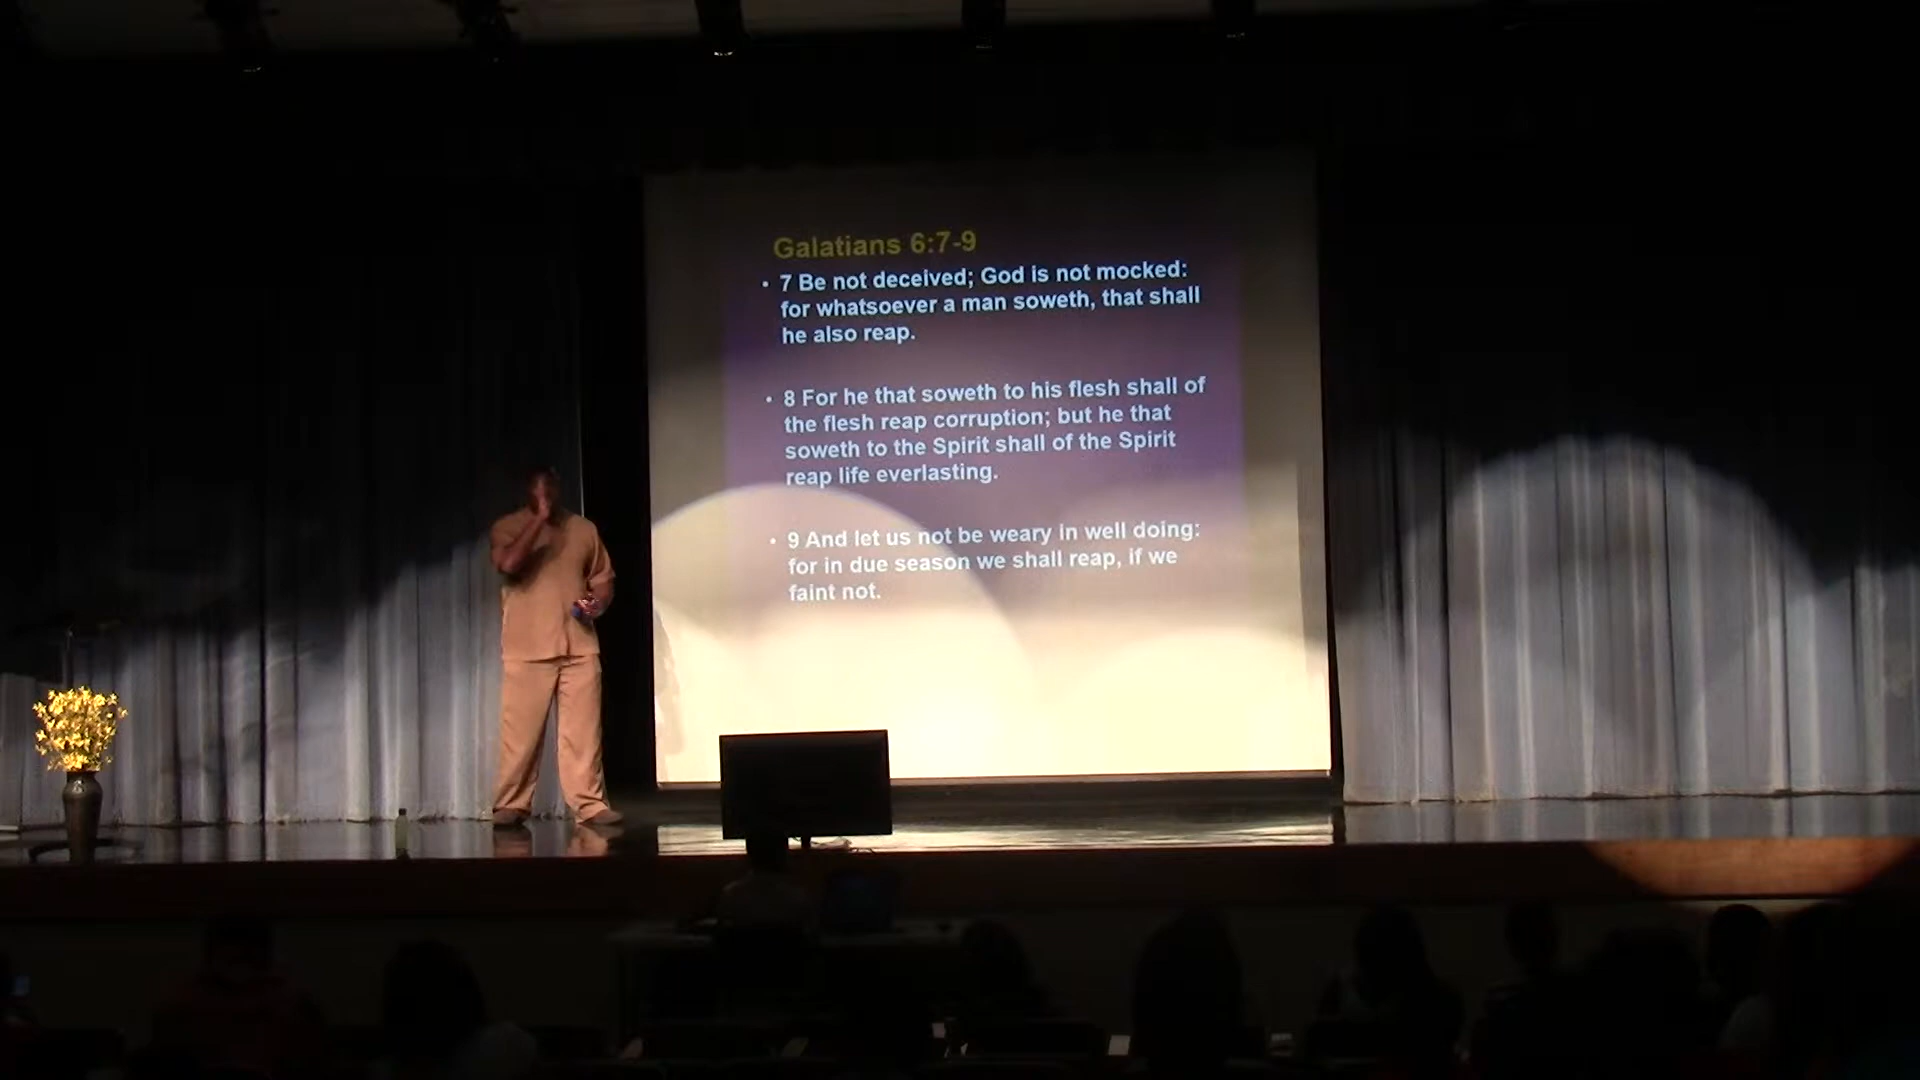 Galatians 6:7-9
• 7 Be not deceived; God is not mocked:
for whatsoever a man soweth, that shall
he also reap.
• 8 For he that soweth to his flesh shall of
the flesh reap corruption; but he that
soweth to the Spirit shall of the Spirit
reap life everlasting.
• 9 And let us not be weary in well doing:
for in due season we shall reap, if we
faint not.